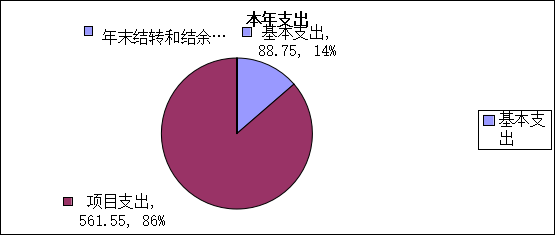 本年支出
年末结转和结余…
基本支出,
88.75, 14%
基本支
出
项目支出,
561.55, 86%